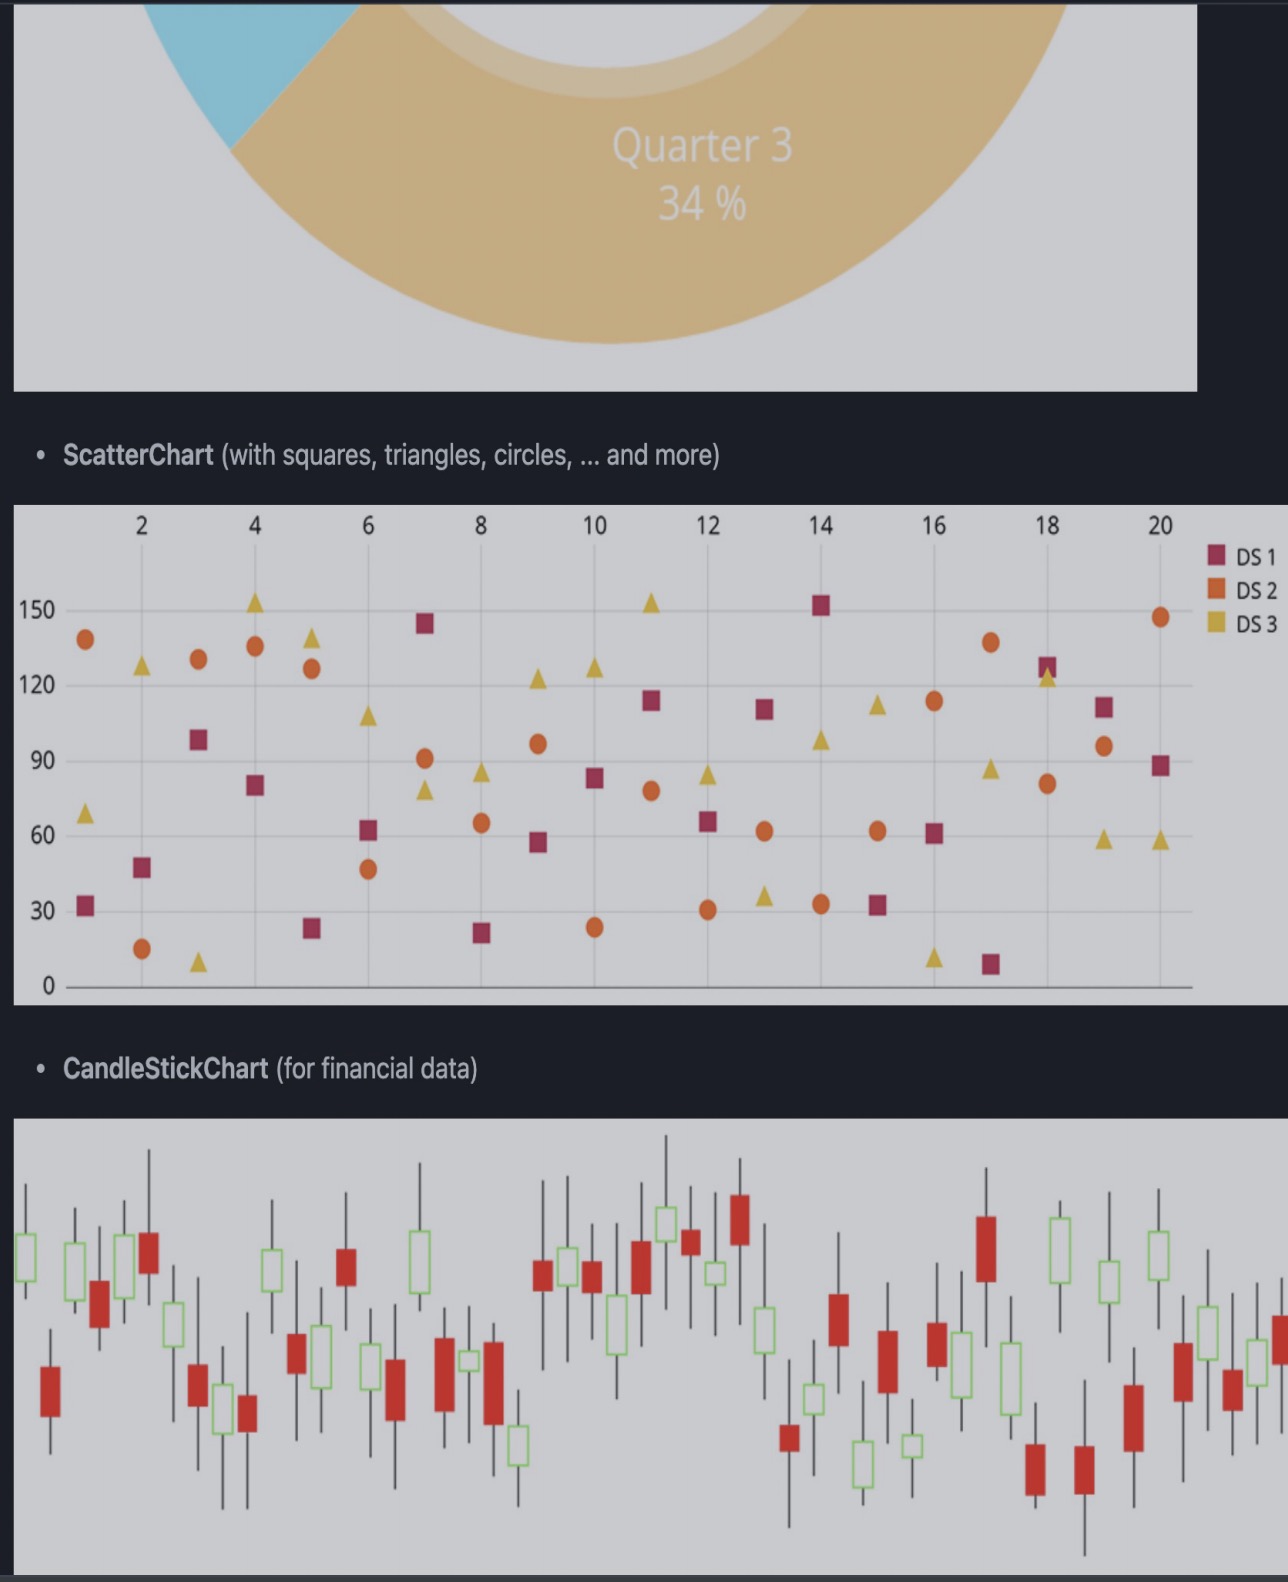 Quarter 3
34 %
• ScatterChart (with squares, triangles, circles, ... and more)
2 4 6 8 10 12 14 16 18 20
DS 1
DS 2
DS 3
150
120
90
60
30
0
• CandleStickChart (for financial data)